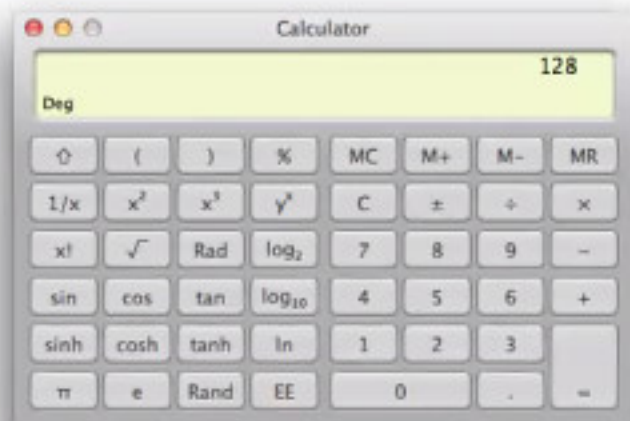 Calculator
128
Deg
⇧ ( ) % MC M+ M- MR
1/x x² x³ yˣ C ± ÷ ×
x! √ Rad log₂ 7 8 9 −
sin cos tan log₁₀ 4 5 6 +
sinh cosh tanh ln 1 2 3
π e Rand EE 0 . =